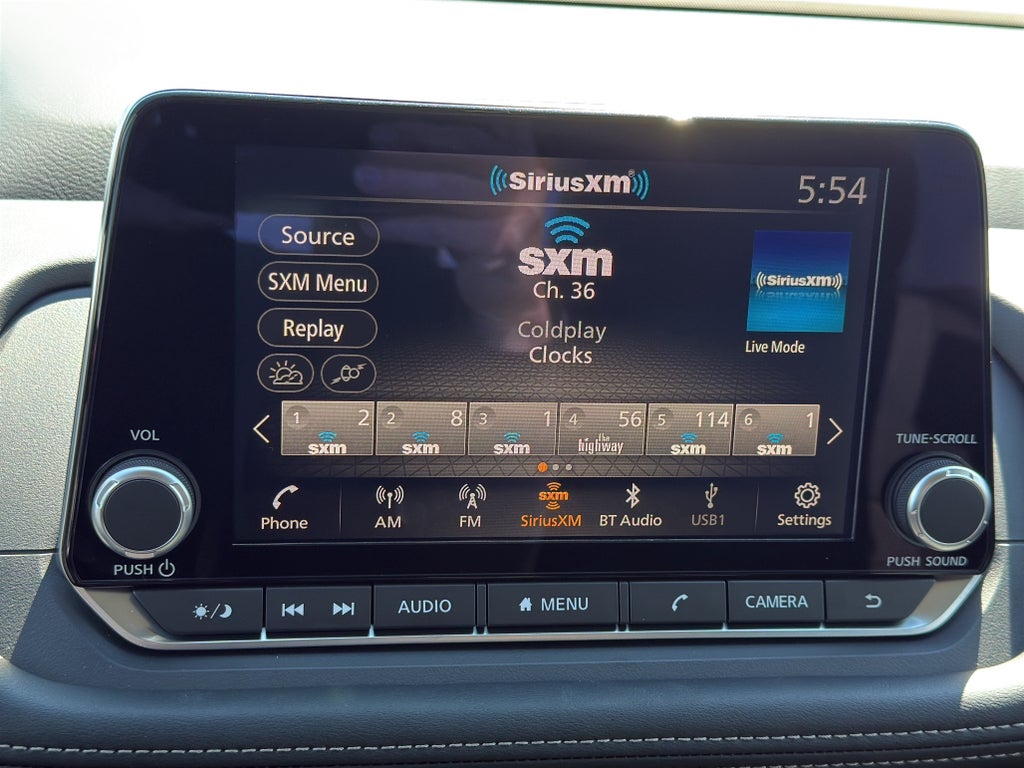 SiriusXM
5:54
Source
SXM Menu
Replay
sxm
Ch. 36
Coldplay
Clocks
SiriusXM
Live Mode
1 2 sxm
2 8 sxm
3 1 sxm
4 56 the highway
5 114 sxm
6 1 sxm
Phone
AM
FM
sxm
SiriusXM
BT Audio
USB1
Settings
VOL
PUSH
TUNE·SCROLL
PUSH SOUND
AUDIO
MENU
CAMERA